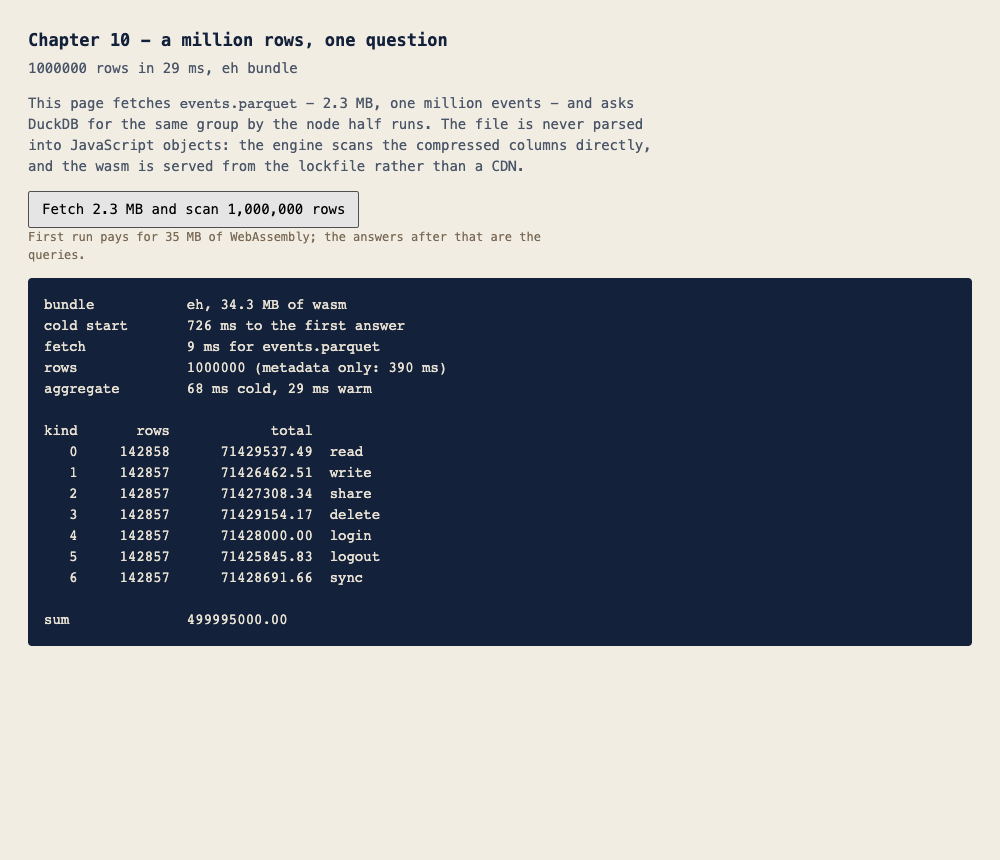 Chapter 10 — a million rows, one question
1000000 rows in 29 ms, eh bundle
This page fetches events.parquet — 2.3 MB, one million events — and asks
DuckDB for the same group by the node half runs. The file is never parsed
into JavaScript objects: the engine scans the compressed columns directly,
and the wasm is served from the lockfile rather than a CDN.
Fetch 2.3 MB and scan 1,000,000 rows
First run pays for 35 MB of WebAssembly; the answers after that are the
queries.
bundle eh, 34.3 MB of wasm
cold start 726 ms to the first answer
fetch 9 ms for events.parquet
rows 1000000 (metadata only: 390 ms)
aggregate 68 ms cold, 29 ms warm
kind rows total
0 142858 71429537.49 read
1 142857 71426462.51 write
2 142857 71427308.34 share
3 142857 71429154.17 delete
4 142857 71428000.00 login
5 142857 71425845.83 logout
6 142857 71428691.66 sync
sum 499995000.00